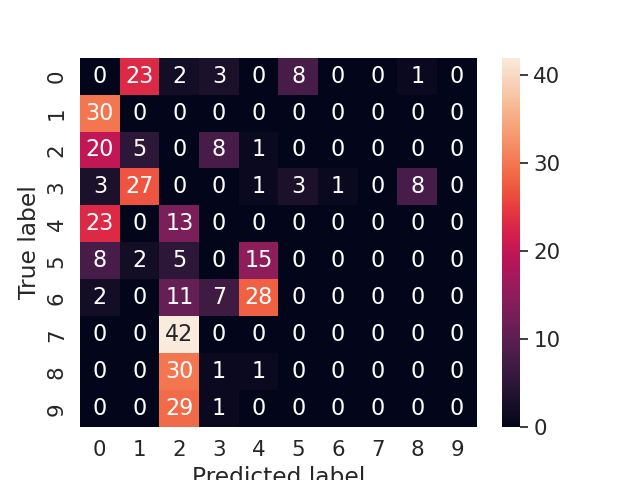 0 0 23 2 3 0 8 0 0 1 0
1 30 0 0 0 0 0 0 0 0 0
2 20 5 0 8 1 0 0 0 0 0
3 3 27 0 0 1 3 1 0 8 0
4 23 0 13 0 0 0 0 0 0 0
5 8 2 5 0 15 0 0 0 0 0
6 2 0 11 7 28 0 0 0 0 0
7 0 0 42 0 0 0 0 0 0 0
8 0 0 30 1 1 0 0 0 0 0
9 0 0 29 1 0 0 0 0 0 0
0 1 2 3 4 5 6 7 8 9
True label
Predicted label
40
30
20
10
0